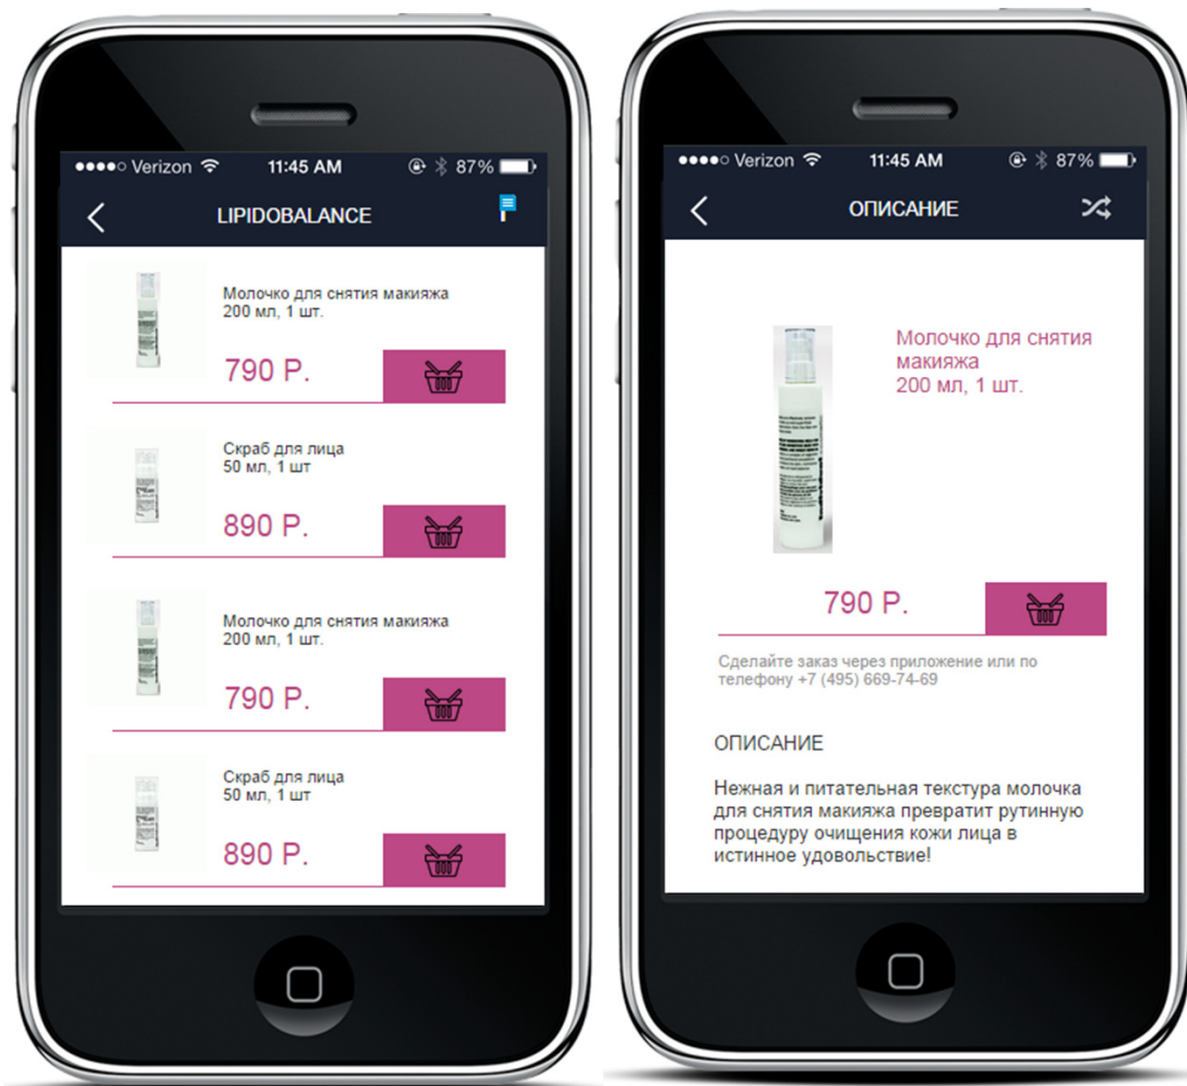 Verizon 11:45 AM 87%
LIPIDOBALANCE
Молочко для снятия макияжа
200 мл, 1 шт.
790 Р.
Скраб для лица
50 мл, 1 шт
890 Р.
Молочко для снятия макияжа
200 мл, 1 шт.
790 Р.
Скраб для лица
50 мл, 1 шт
890 Р.
Verizon 11:45 AM 87%
ОПИСАНИЕ
Молочко для снятия
макияжа
200 мл, 1 шт.
790 Р.
Сделайте заказ через приложение или по
телефону +7 (495) 669-74-69
ОПИСАНИЕ
Нежная и питательная текстура молочка
для снятия макияжа превратит рутинную
процедуру очищения кожи лица в
истинное удовольствие!